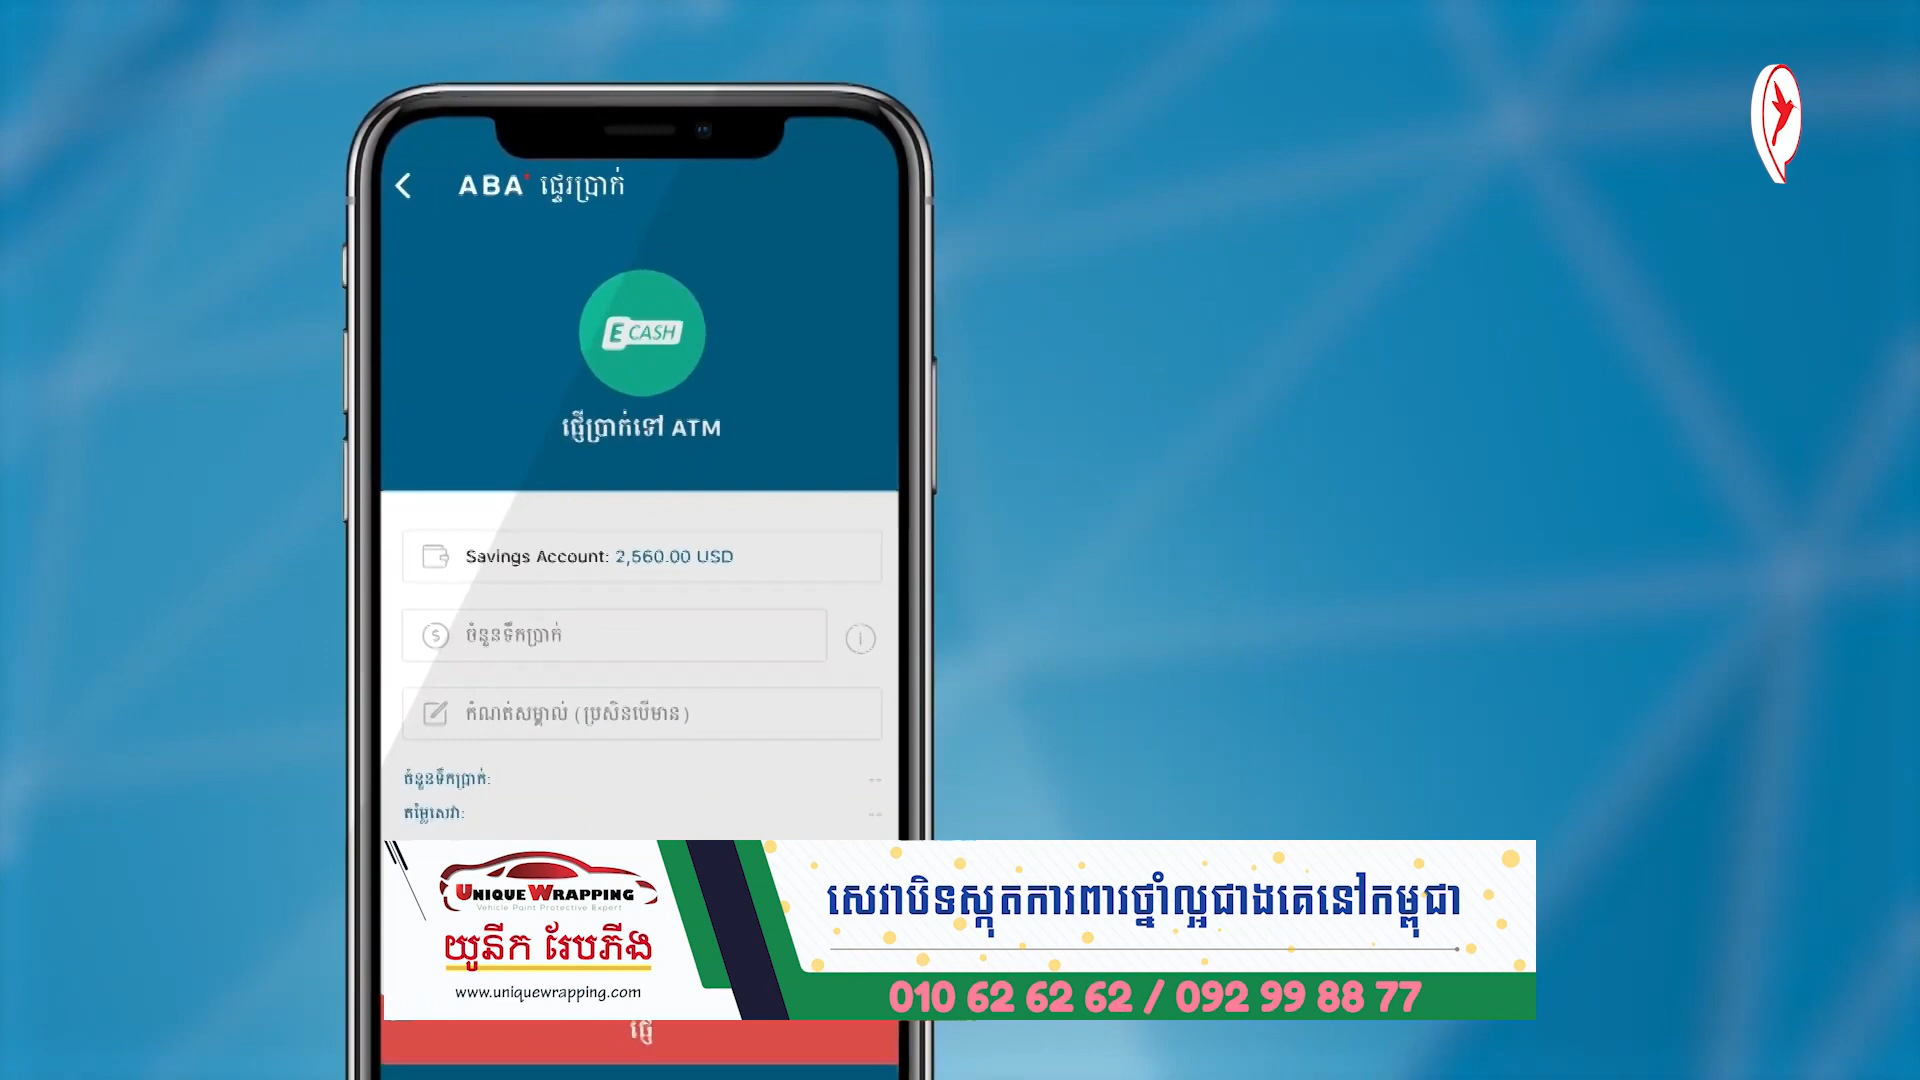 ABA' ផ្ទេរប្រាក់
E CASH
ផ្ញើប្រាក់ទៅ ATM
Savings Account: 2,560.00 USD
ចំនួនទឹកប្រាក់
កំណត់សម្គាល់ (ប្រសិនបើមាន)
ចំនួនទឹកប្រាក់: --
តម្លៃសេវា: --
UNIQUE WRAPPING
Vehicle Paint Protective Expert
យូនីក រ៉ែបភីង
www.uniquewrapping.com
សេវាបិទស្កុតការពារថ្នាំល្អជាងគេនៅកម្ពុជា
010 62 62 62 / 092 99 88 77
ផ្ញើ